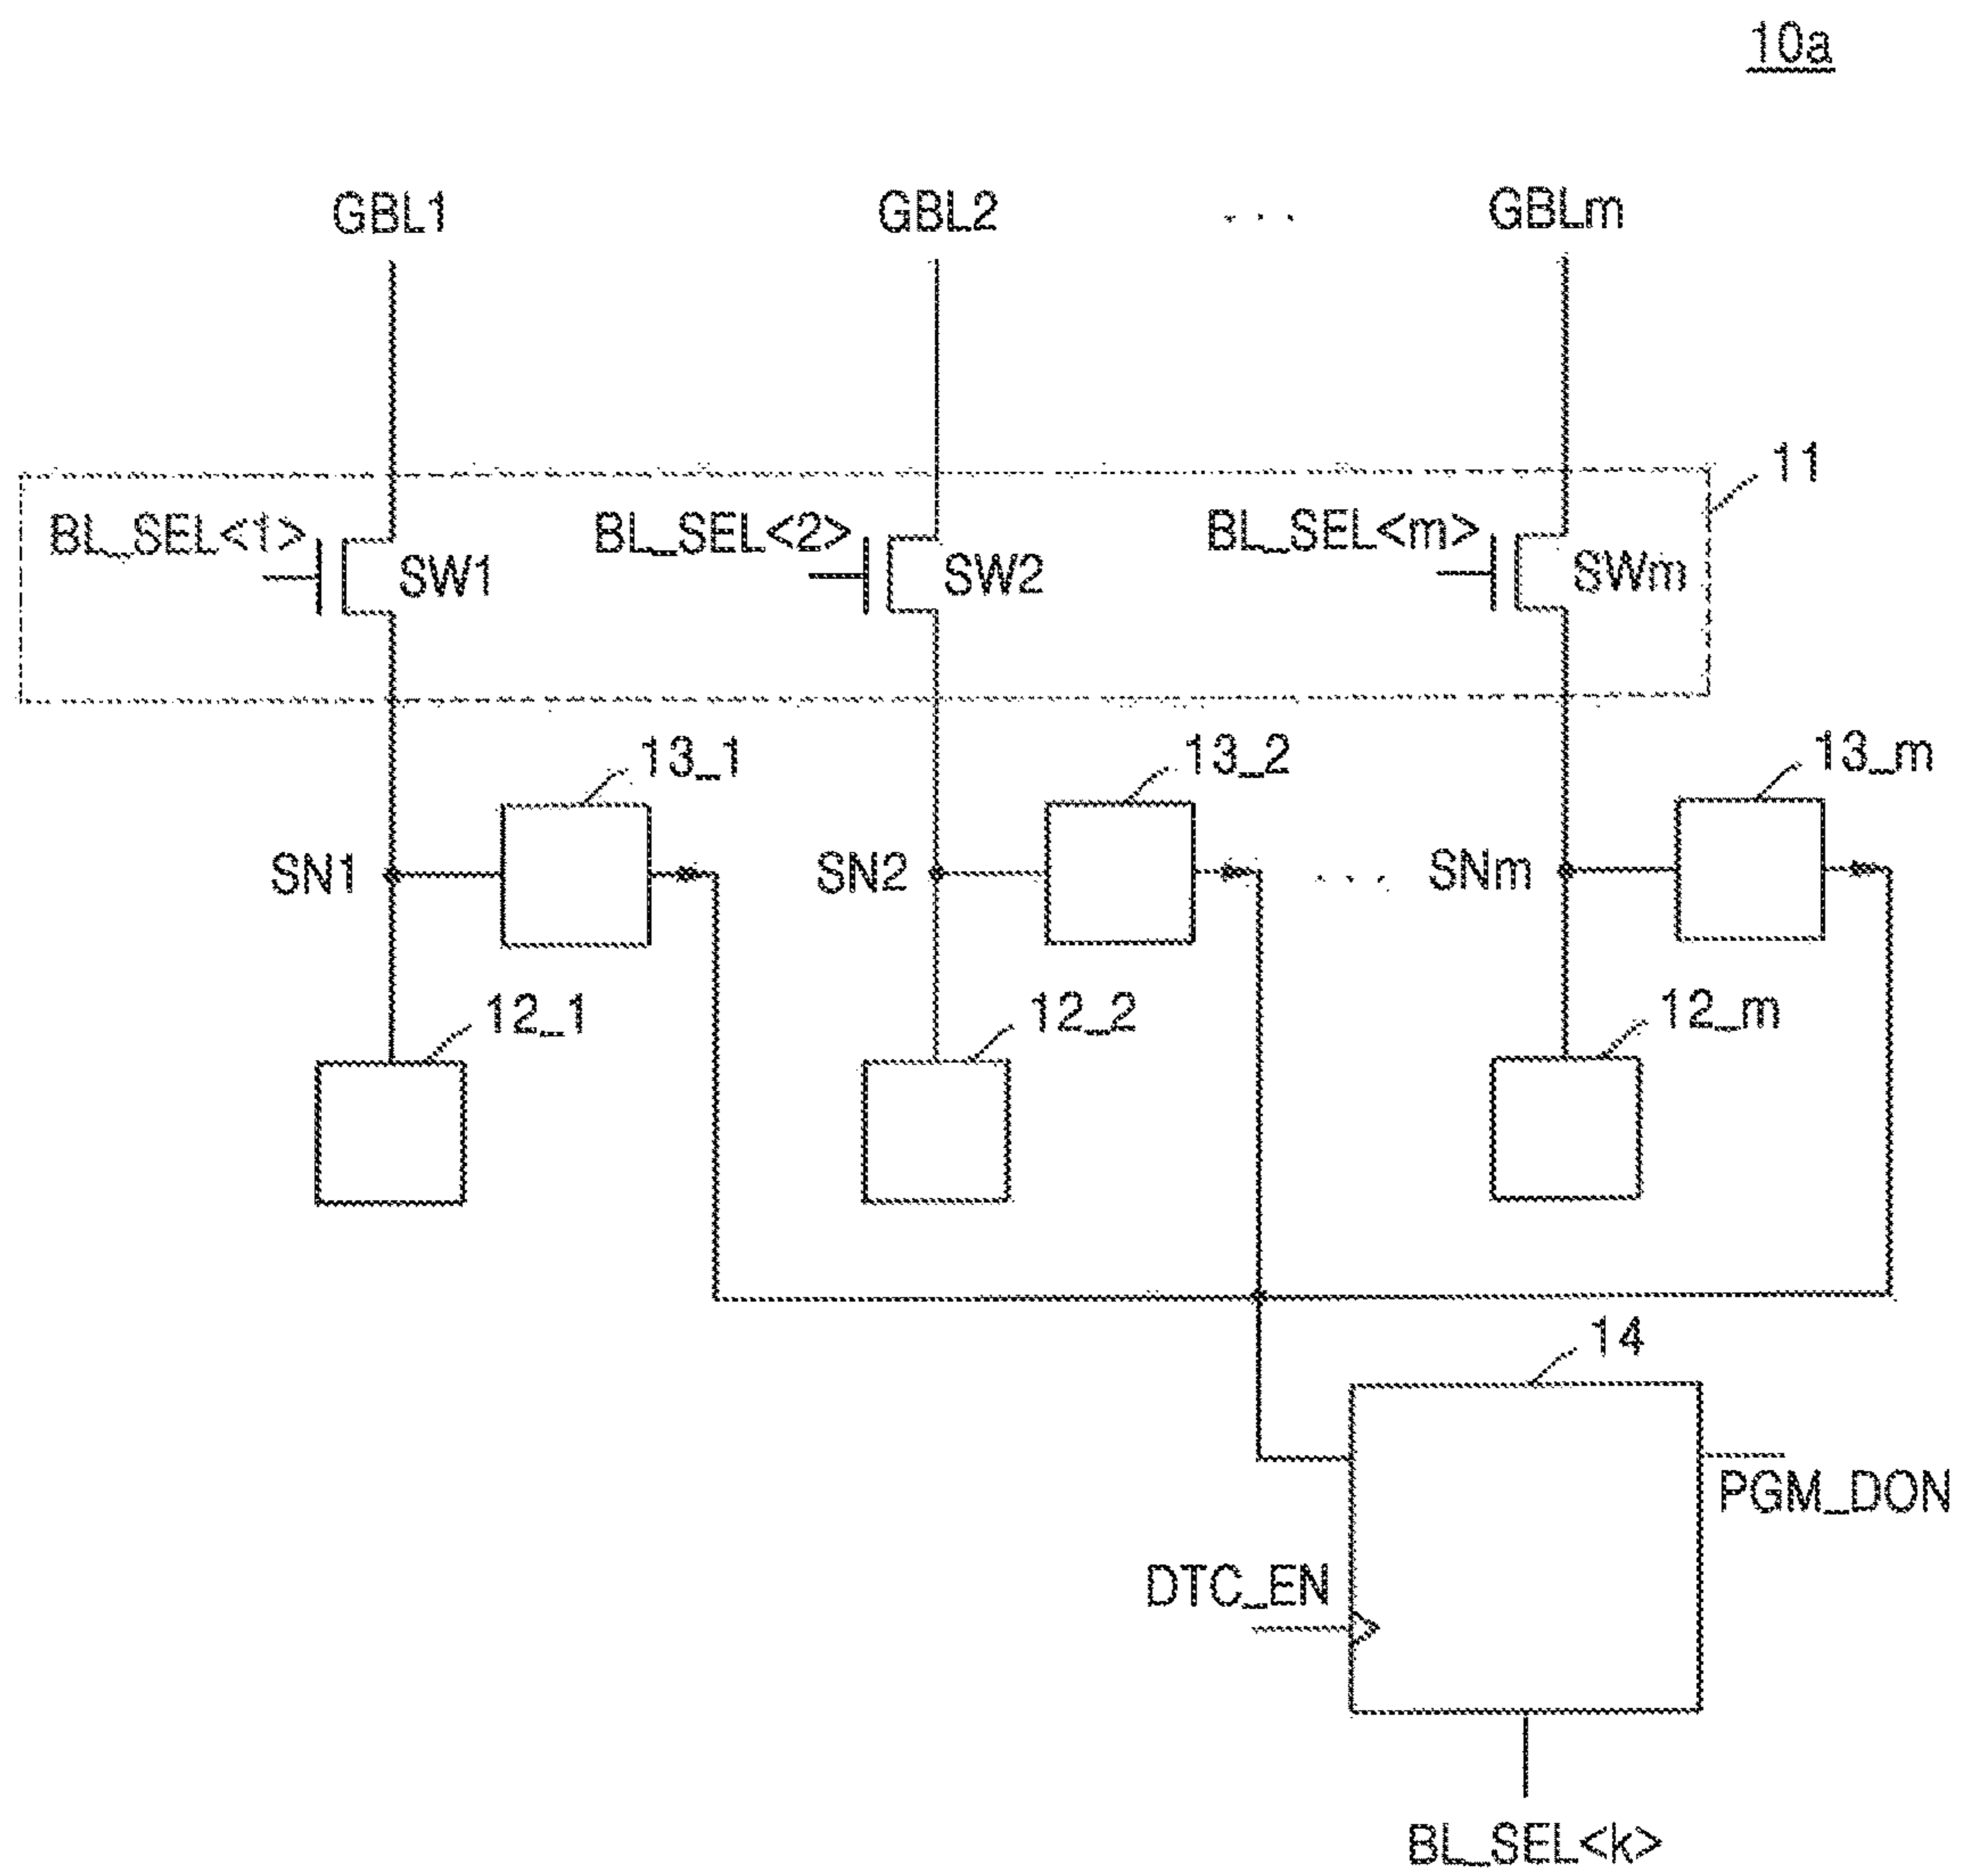 10a
GBL1 GBL2 ... GBLm
11
BL_SEL<1> SW1 BL_SEL<2> SW2 BL_SEL<m> SWm
13_1 13_2 13_m
SN1 SN2 ... SNm
12_1 12_2 12_m
14
PGM_DON
DTC_EN
BL_SEL<k>